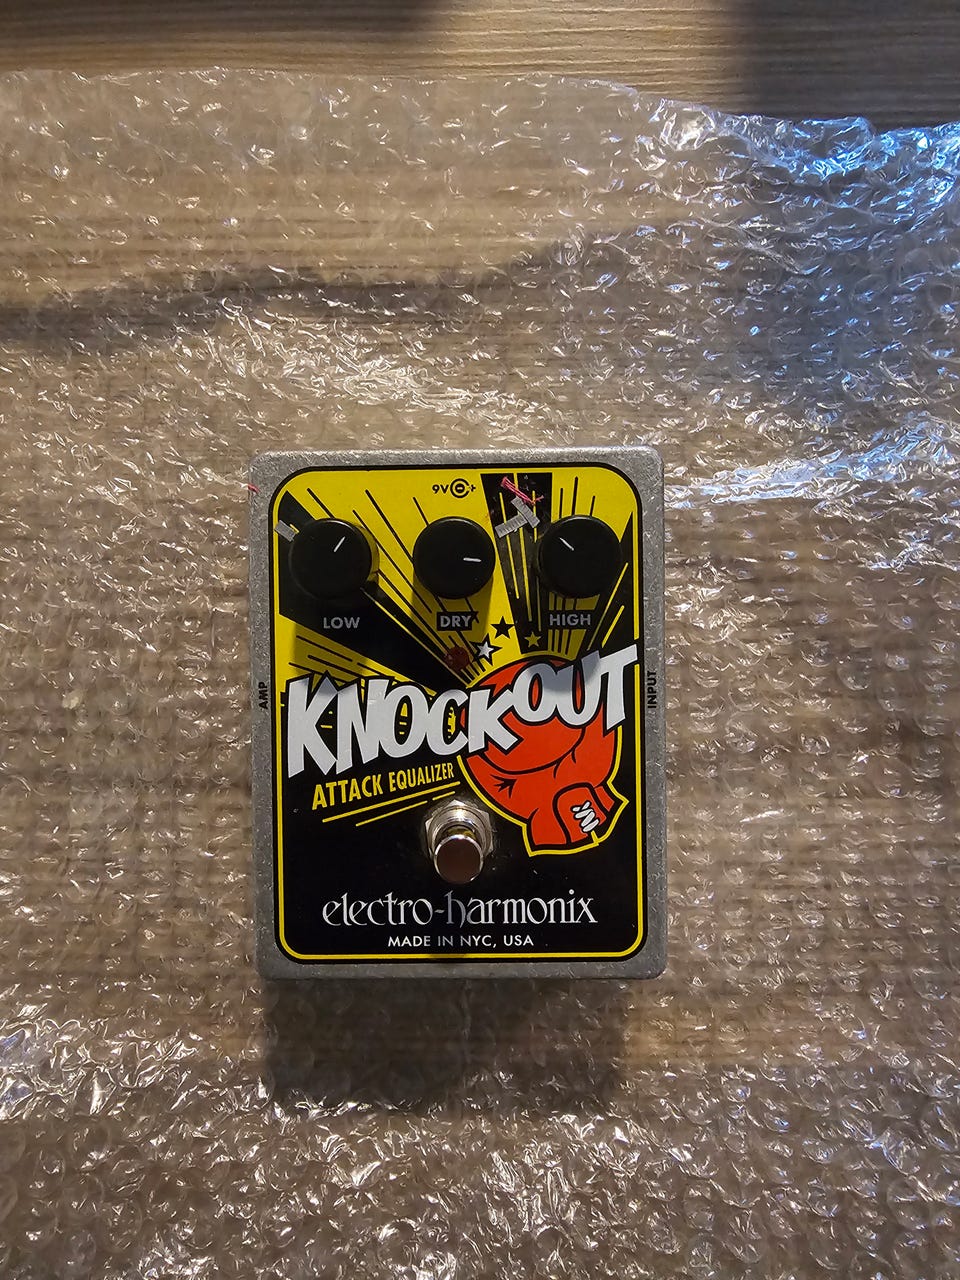 9V
LOW
DRY
HIGH
AMP
INPUT
KNOCKOUT
ATTACK EQUALIZER
electro-harmonix
MADE IN NYC, USA